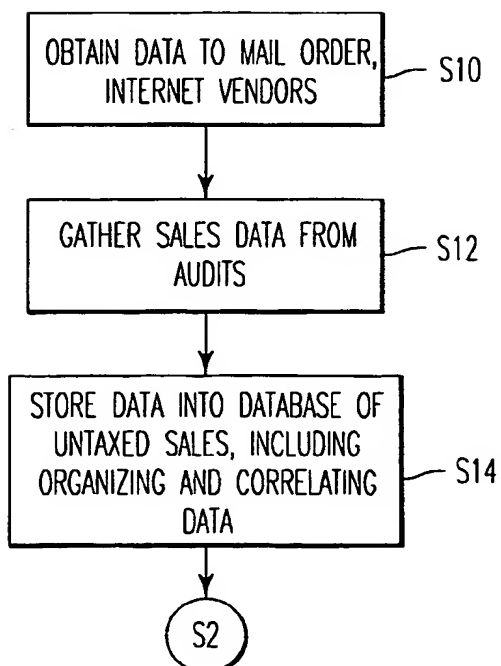 OBTAIN DATA TO MAIL ORDER,
INTERNET VENDORS
S10
GATHER SALES DATA FROM
AUDITS
S12
STORE DATA INTO DATABASE OF
UNTAXED SALES, INCLUDING
ORGANIZING AND CORRELATING
DATA
S14
S2